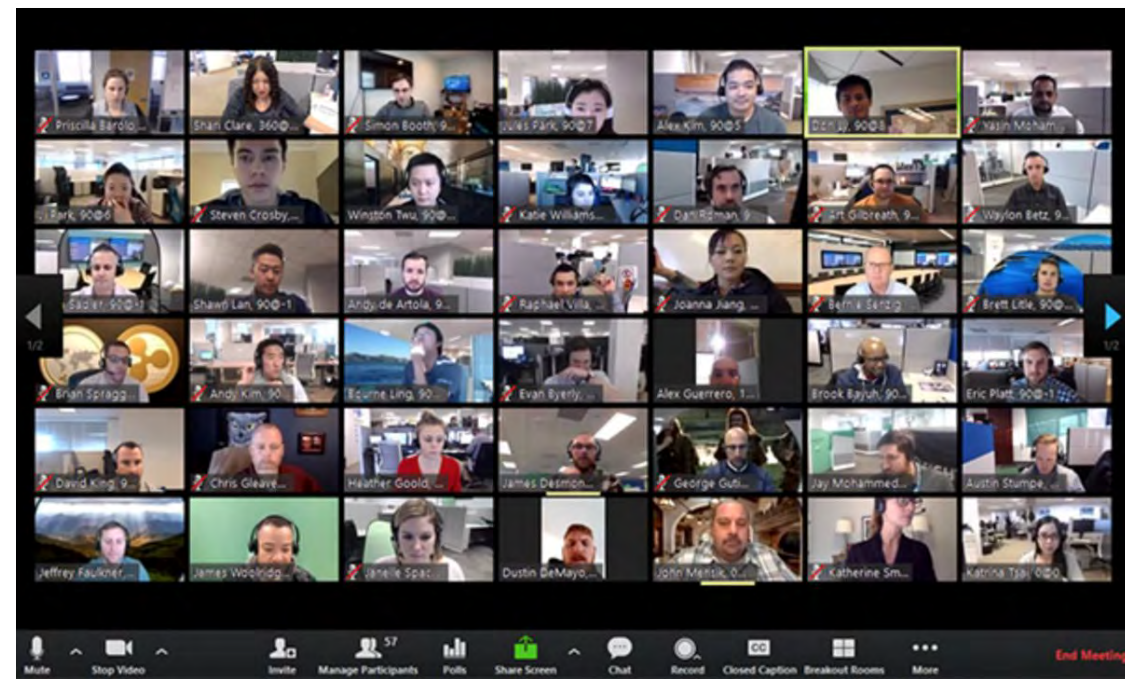 Priscilla Barolo...
Shari Clare, 360@...
Simon Booth, 9...
Jules Park, 90@7
Alex Kim, 90@5
Don Ly, 90@8
Yasin Moham...
Park, 90@6
Steven Crosby,...
Winston Twu, 90@...
Katie Williams...
Dan Roman, 9...
Art Gilbreath, 9...
Waylon Betz, 9...
90@-1
Shawn Lan, 90@-1
Andy de Artola, 9...
Raphael Villa, ...
Joanna Jiang, ...
Bernie Senzig...
Brett Litle, 90@...
1/2
1/2
Brian Spragg...
Andy Kim, 90...
Bourne Ling, 90...
Evan Byerly, ...
Alex Guerrero, 1...
Brook Bayuh, 90...
Eric Platt, 90@-1
David King, 9...
Chris Gleave...
Heather Goold, ...
James Desmon...
George Guti...
Jay Mohammed...
Austin Stumpe, ...
Jeffrey Faulkner,...
James Woolridg...
Janelle Spac...
Dustin DeMayo,...
John Mensik, 0...
Katherine Sm...
Katrina Tsai, 0@0
57
Mute
Stop Video
Invite
Manage Participants
Polls
Share Screen
Chat
Record
CC
Closed Caption
Breakout Rooms
More
End Meeting